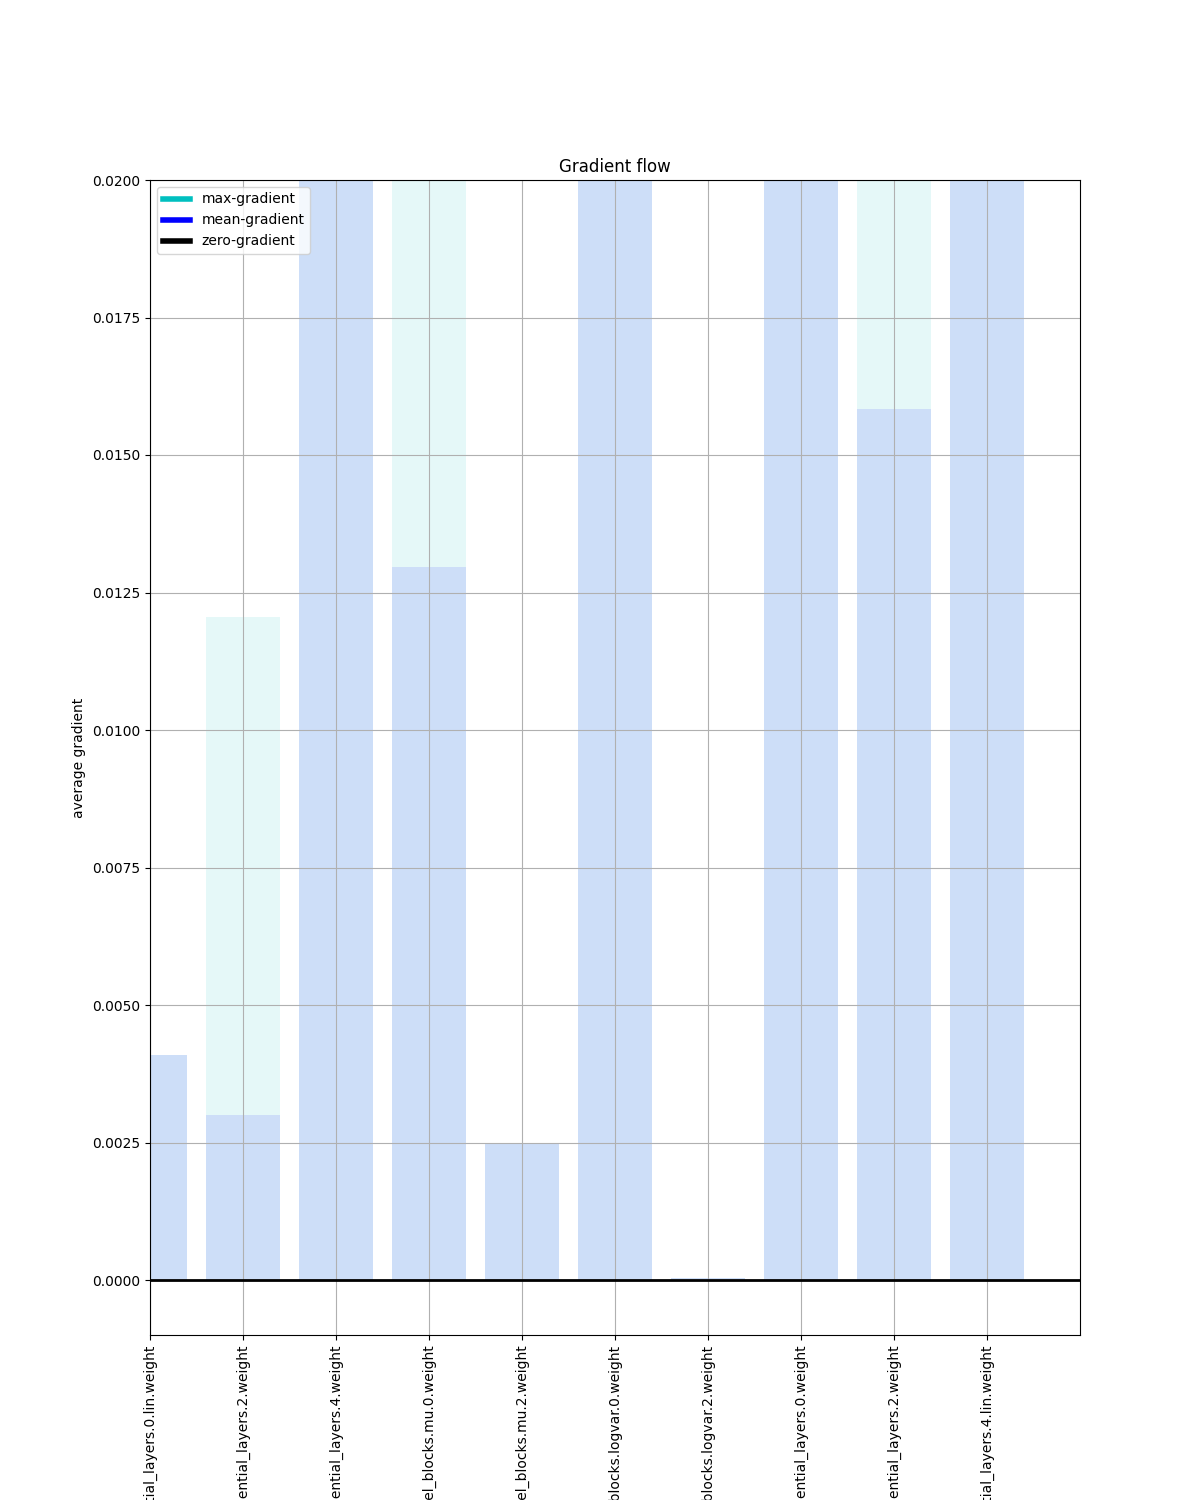 Gradient flow
max-gradient
mean-gradient
zero-gradient
0.0200
0.0175
0.0150
0.0125
0.0100
0.0075
0.0050
0.0025
0.0000
average gradient
tial_layers.0.lin.weight
ential_layers.2.weight
ential_layers.4.weight
el_blocks.mu.0.weight
el_blocks.mu.2.weight
blocks.logvar.0.weight
blocks.logvar.2.weight
ential_layers.0.weight
ential_layers.2.weight
tial_layers.4.lin.weight